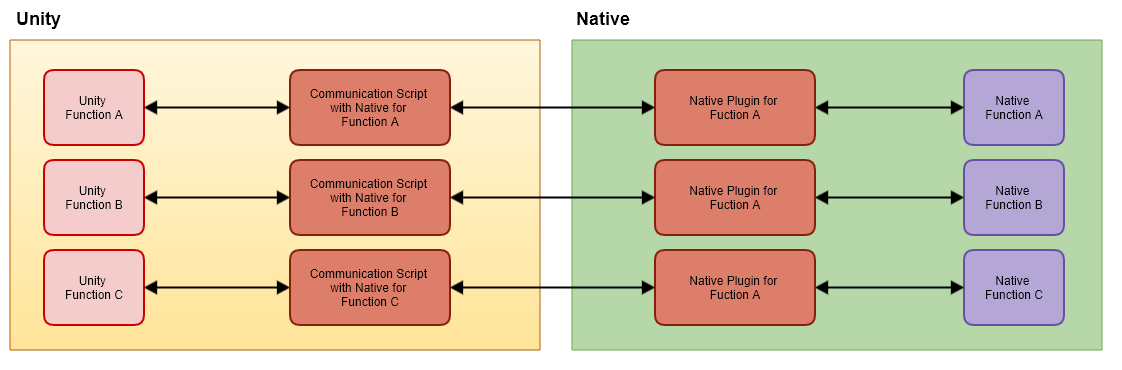 Unity
Native
Unity
Function A
Communication Script
with Native for
Function A
Native Plugin for
Fuction A
Native
Function A
Unity
Function B
Communication Script
with Native for
Function B
Native Plugin for
Fuction A
Native
Function B
Unity
Function C
Communication Script
with Native for
Function C
Native Plugin for
Fuction A
Native
Function C